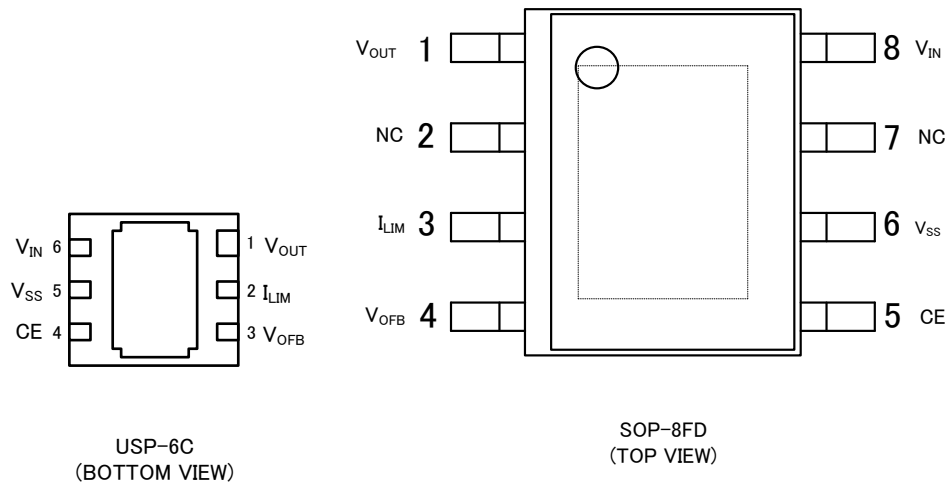 V_IN 6
V_SS 5
CE 4
1 V_OUT
2 I_LIM
3 V_OFB
USP-6C
(BOTTOM VIEW)
V_OUT 1
NC 2
I_LIM 3
V_OFB 4
8 V_IN
7 NC
6 V_SS
5 CE
SOP-8FD
(TOP VIEW)